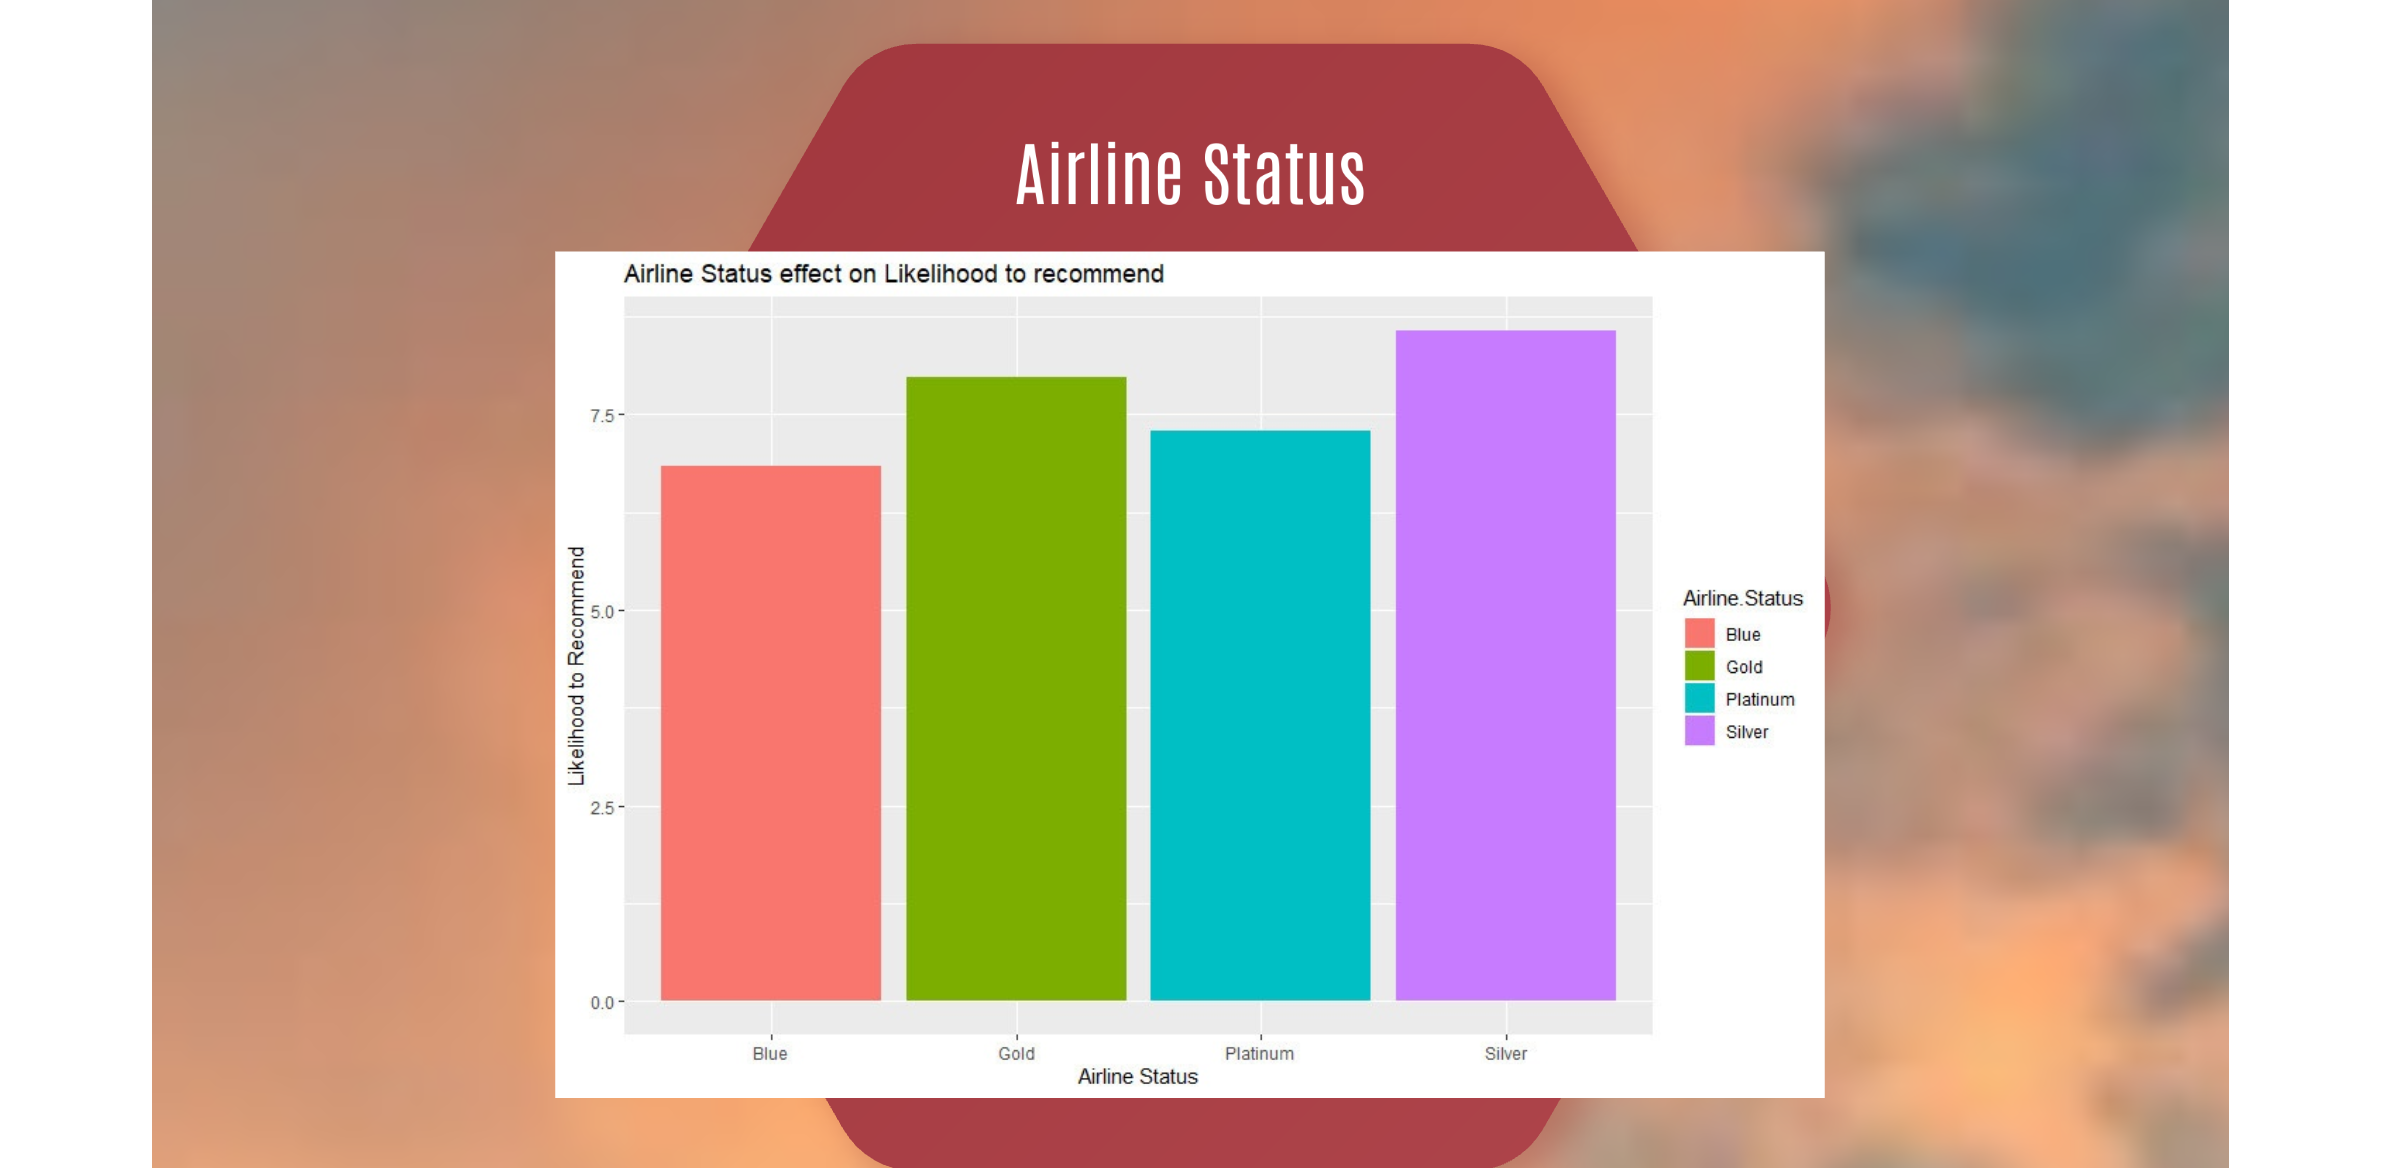 Airline Status
Airline Status effect on Likelihood to recommend
Likelihood to Recommend
7.5
5.0
2.5
0.0
Blue
Gold
Platinum
Silver
Airline Status
Airline.Status
Blue
Gold
Platinum
Silver